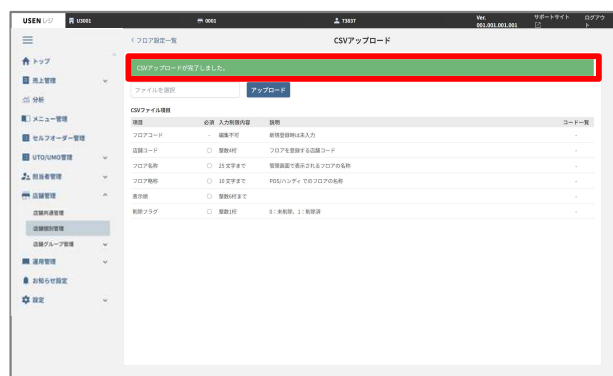 USEN レジ U3001 0001 73837 Ver. 001.001.001.001 サポートサイト ログアウト
トップ
売上管理
分析
メニュー管理
セルフオーダー管理
UTO/UMO管理
担当者管理
店舗管理
店舗共通管理
店舗個別管理
店舗グループ管理
運用管理
お知らせ設定
設定
フロア設定一覧
CSVアップロード
CSVアップロードが完了しました。
ファイルを選択 アップロード
CSVファイル項目
項目 必須 入力制限内容 説明 コード一覧
フロアコード - 編集不可 新規登録時は未入力 -
店舗コード ○ 整数4桁 フロアを登録する店舗コード -
フロア名称 ○ 25文字まで 管理画面で表示されるフロアの名称 -
フロア略称 ○ 10文字まで POS/ハンディでのフロアの名称 -
表示順 ○ 整数6桁まで -
削除フラグ ○ 整数1桁 0：未削除、1：削除済 -